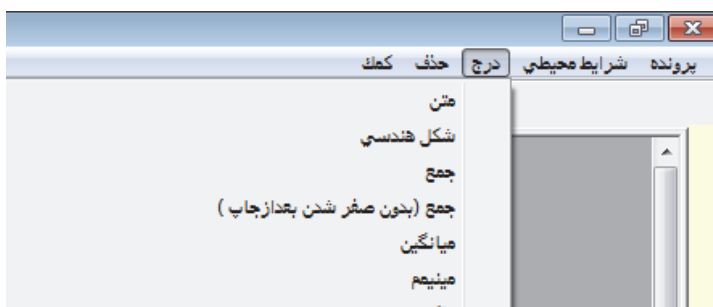 پرونده شرايط محيطي درج حذف كمك
متن
شكل هندسي
جمع
جمع (بدون صفر شدن بعدازچاپ )
ميانگين
مينيمم